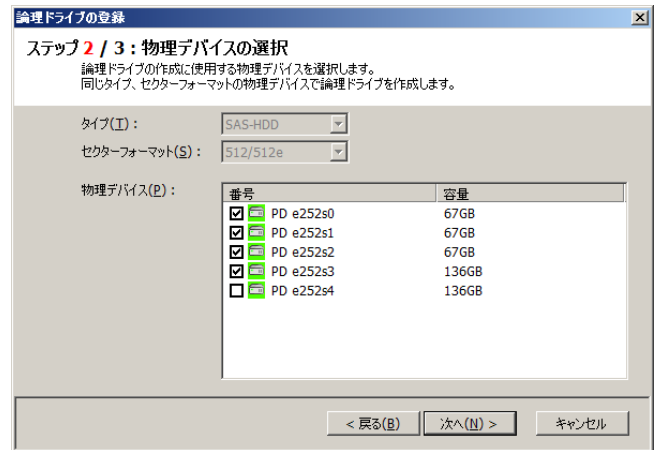 論理ドライブの登録
ステップ 2 / 3 : 物理デバイスの選択
論理ドライブの作成に使用する物理デバイスを選択します。
同じタイプ、セクターフォーマットの物理デバイスで論理ドライブを作成します。
タイプ(T) : SAS-HDD
セクターフォーマット(S) : 512/512e
物理デバイス(P) :
番号 容量
PD e252s0 67GB
PD e252s1 67GB
PD e252s2 67GB
PD e252s3 136GB
PD e252s4 136GB
< 戻る(B) 次へ(N) > キャンセル